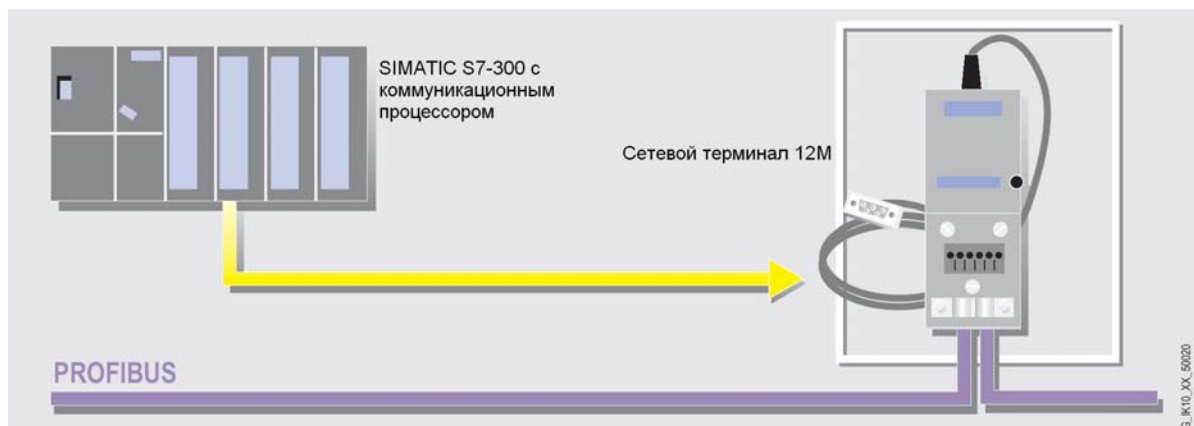 SIMATIC S7-300 с
коммуникационным
процессором
Сетевой терминал 12M
PROFIBUS
G_IK10_XX_50020